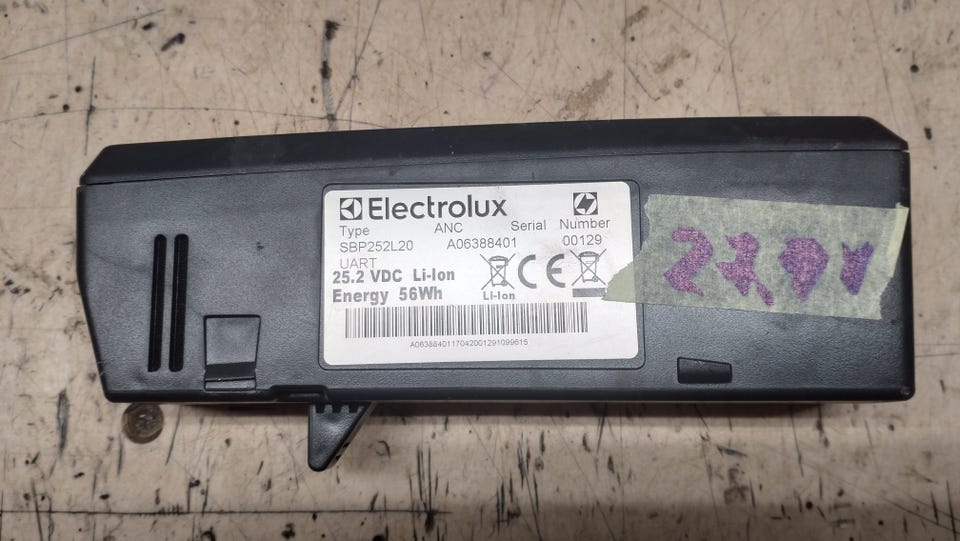 Electrolux
Type ANC Serial Number
SBP252L20 A06388401 00129
UART
25.2 VDC Li-Ion
Energy 56Wh
Li-Ion
CE
A0638840117042001291099615